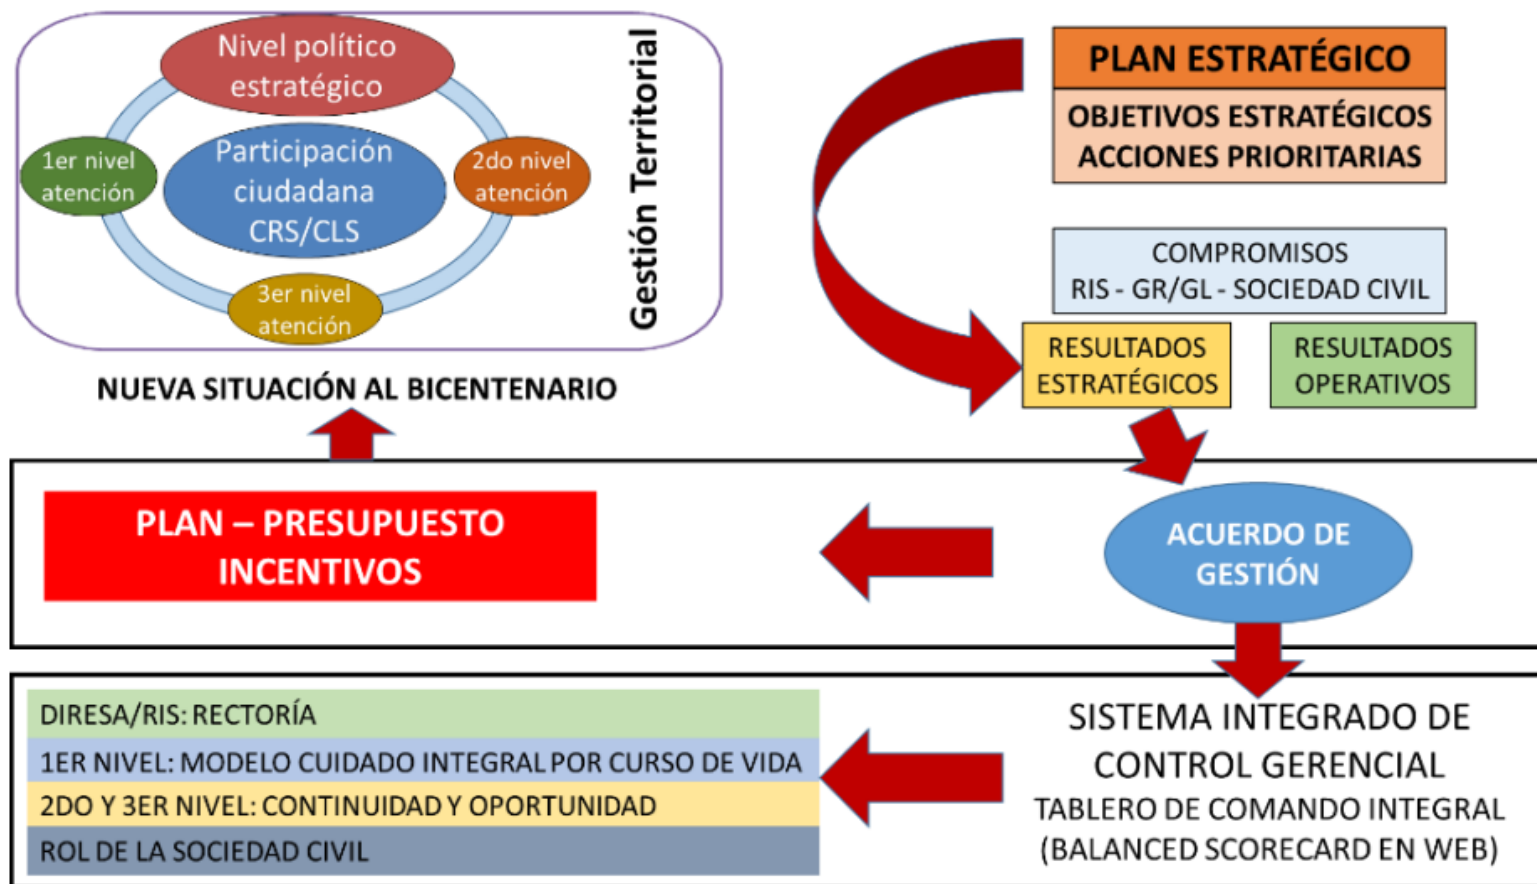 Nivel político
estratégico
1er nivel
atención
Participación
ciudadana
CRS/CLS
2do nivel
atención
3er nivel
atención
Gestión Territorial
NUEVA SITUACIÓN AL BICENTENARIO
PLAN ESTRATÉGICO
OBJETIVOS ESTRATÉGICOS
ACCIONES PRIORITARIAS
COMPROMISOS
RIS - GR/GL - SOCIEDAD CIVIL
RESULTADOS
ESTRATÉGICOS
RESULTADOS
OPERATIVOS
PLAN – PRESUPUESTO
INCENTIVOS
ACUERDO DE
GESTIÓN
DIRESA/RIS: RECTORÍA
1ER NIVEL: MODELO CUIDADO INTEGRAL POR CURSO DE VIDA
2DO Y 3ER NIVEL: CONTINUIDAD Y OPORTUNIDAD
ROL DE LA SOCIEDAD CIVIL
SISTEMA INTEGRADO DE
CONTROL GERENCIAL
TABLERO DE COMANDO INTEGRAL
(BALANCED SCORECARD EN WEB)